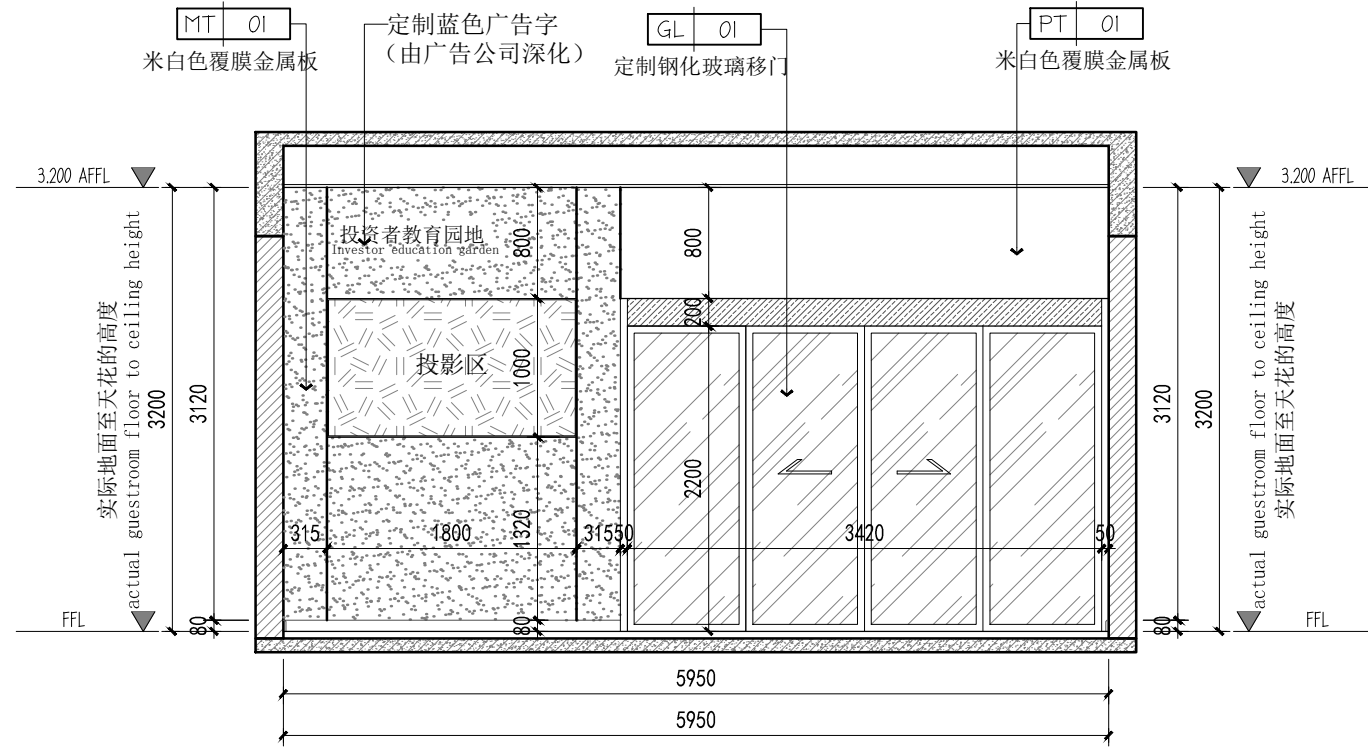 MT 01
米白色覆膜金属板
定制蓝色广告字
（由广告公司深化）
GL 01
定制钢化玻璃移门
PT 01
米白色覆膜金属板
3.200 AFFL
3.200 AFFL
投资者教育园地
Investor education garden
800
800
200
投影区
1000
实际地面至天花的高度
actual guestroom floor to ceiling height
3200
3120
3120
3200
actual guestroom floor to ceiling height
实际地面至天花的高度
2200
1320
315
1800
315
50
3420
50
FFL
80
80
80
FFL
5950
5950